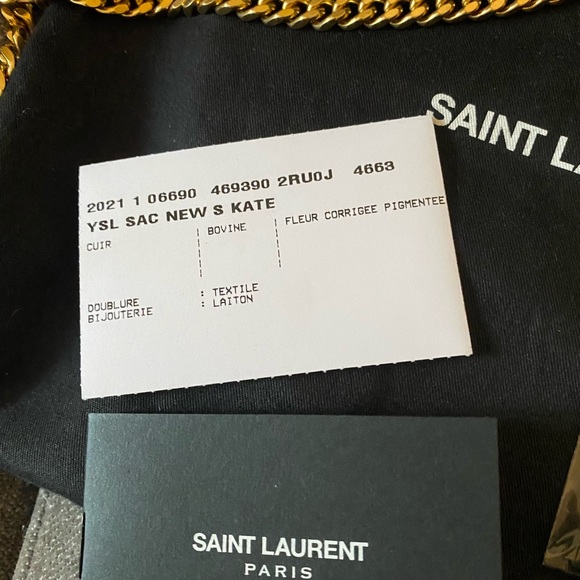 SAINT LA
2021 1 06690 469390 2RU0J 4663
YSL SAC NEW S KATE
CUIR | BOVINE | FLEUR CORRIGEE PIGMENTEE
DOUBLURE : TEXTILE
BIJOUTERIE : LAITON
SAINT LAURENT
PARIS